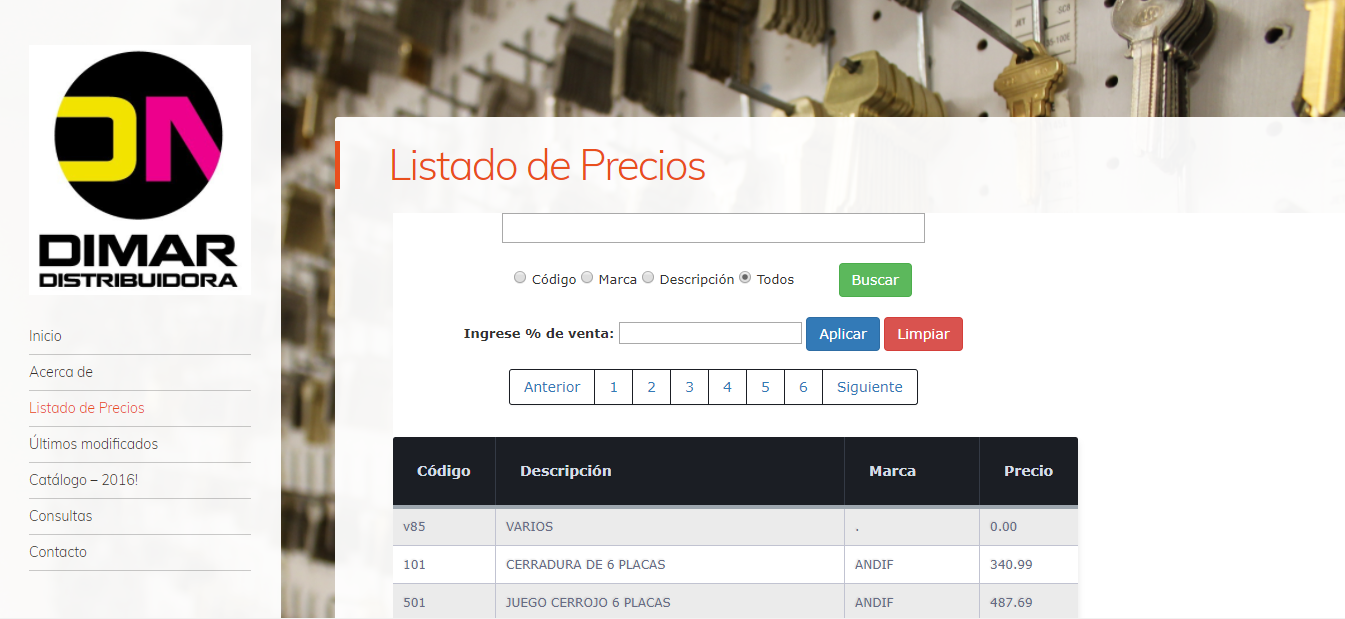 DN
DIMAR
DISTRIBUIDORA
Inicio
Acerca de
Listado de Precios
Últimos modificados
Catálogo – 2016!
Consultas
Contacto
Listado de Precios
Código Marca Descripción Todos Buscar
Ingrese % de venta: Aplicar Limpiar
Anterior 1 2 3 4 5 6 Siguiente
Código Descripción Marca Precio
v85 VARIOS . 0.00
101 CERRADURA DE 6 PLACAS ANDIF 340.99
501 JUEGO CERROJO 6 PLACAS ANDIF 487.69